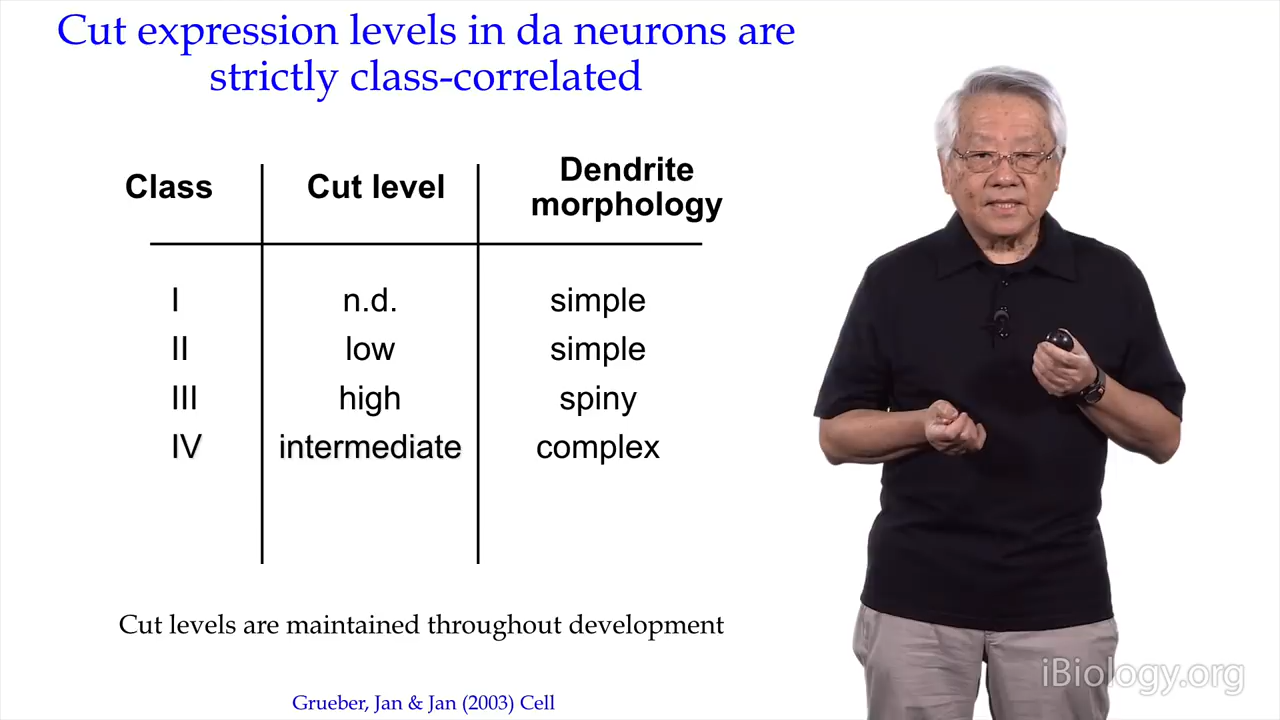 Cut expression levels in da neurons are
strictly class-correlated
Class Cut level Dendrite morphology
I n.d. simple
II low simple
III high spiny
IV intermediate complex
Cut levels are maintained throughout development
Grueber, Jan & Jan (2003) Cell
iBiology.org